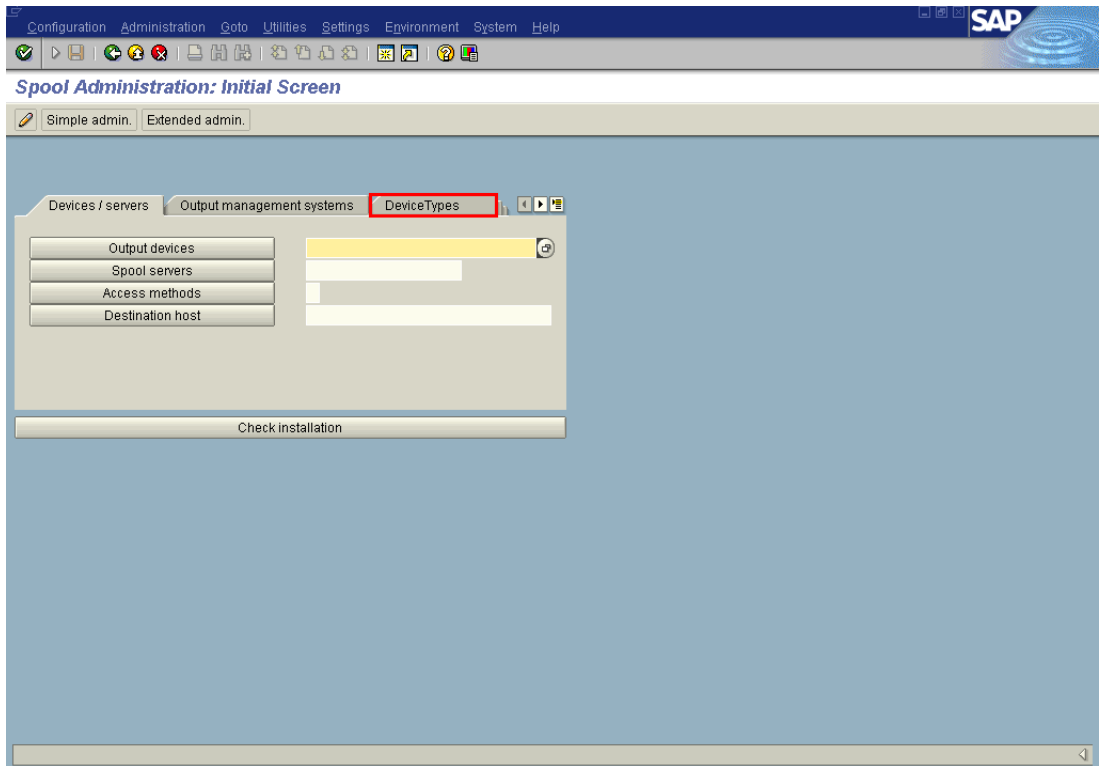 Configuration Administration Goto Utilities Settings Environment System Help
SAP
Spool Administration: Initial Screen
Simple admin. Extended admin.
Devices / servers Output management systems DeviceTypes
Output devices
Spool servers
Access methods
Destination host
Check installation